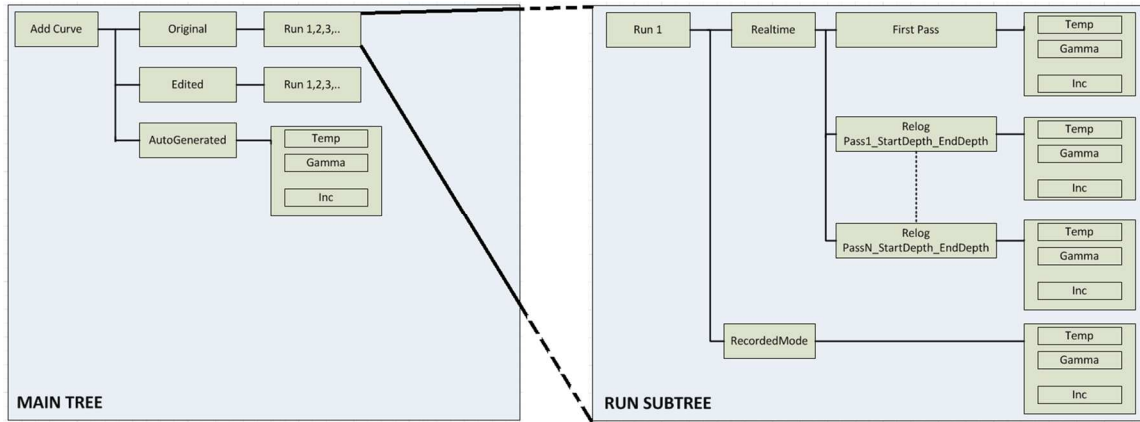 Add Curve
Original
Run 1,2,3,..
Edited
Run 1,2,3,..
AutoGenerated
Temp
Gamma
Inc
MAIN TREE
Run 1
Realtime
First Pass
Temp
Gamma
Inc
Relog
Pass1_StartDepth_EndDepth
Temp
Gamma
Inc
Relog
PassN_StartDepth_EndDepth
Temp
Gamma
Inc
RecordedMode
Temp
Gamma
Inc
RUN SUBTREE